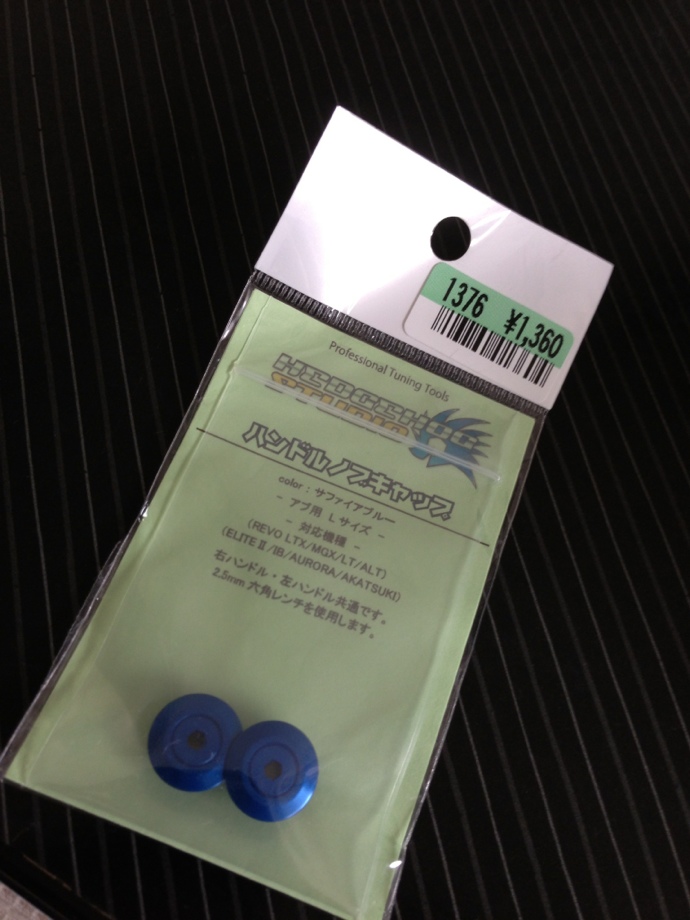 1376 ¥1,360
Professional Tuning Tools
HEDGEHOG
STUDIO
ハンドルノブキャップ
color : サファイアブルー
- アブ用 Lサイズ -
- 対応機種 -
(REVO LTX/MGX/LT/ALT)
(ELITEⅡ/IB/AURORA/AKATSUKI)
右ハンドル・左ハンドル共通です。
2.5mm 六角レンチを使用します。